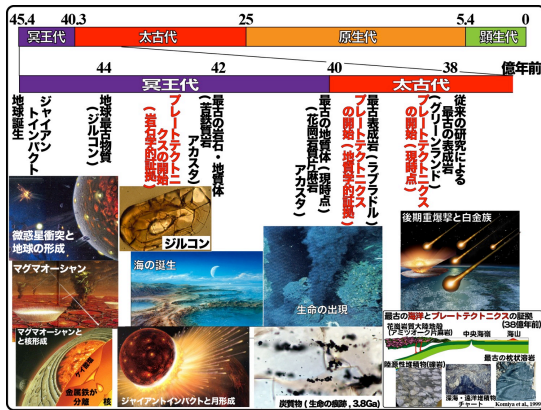 45.4 40.3 25 5.4 0
冥王代 太古代 原生代 顕生代
44 42 40 38 億年前
冥王代 太古代
地球誕生
ジャイアン
トインパクト
地球最古物質
(ジルコン)
プレートテクトニ
クスの開始
(岩石学的証拠)
最古の岩石・地質体
(古髄質岩)
アカスタ
最古の地質体(現時点)
(花崗岩質片麻岩)
アカスタ
最古表成岩(ラブラドル)
プレートテクトニクス
の開始(地質学的証拠)
プレートテクトニクス
の開始(現時点)
従来の研究による
最古の表成岩
(グリーンランド)
微惑星衝突と
地球の形成
ジルコン
後期重爆撃と白金族
マグマオーシャン
海の誕生
生命の出現
マグマオーシャンと
と核形成
金属鉄が
分離
核
ジャイアントインパクトと月形成
炭質物(生命の痕跡, 3.8Ga)
最古の海洋とプレートテクニクスの証拠
(38億年前)
花崗岩質大陸地殻
(アミツオーク片麻岩)
中央海嶺
海山
陸源性堆積物(礫岩)
深海・遠洋堆積物
チャート
最古の枕状溶岩
Komiya et al., 1999